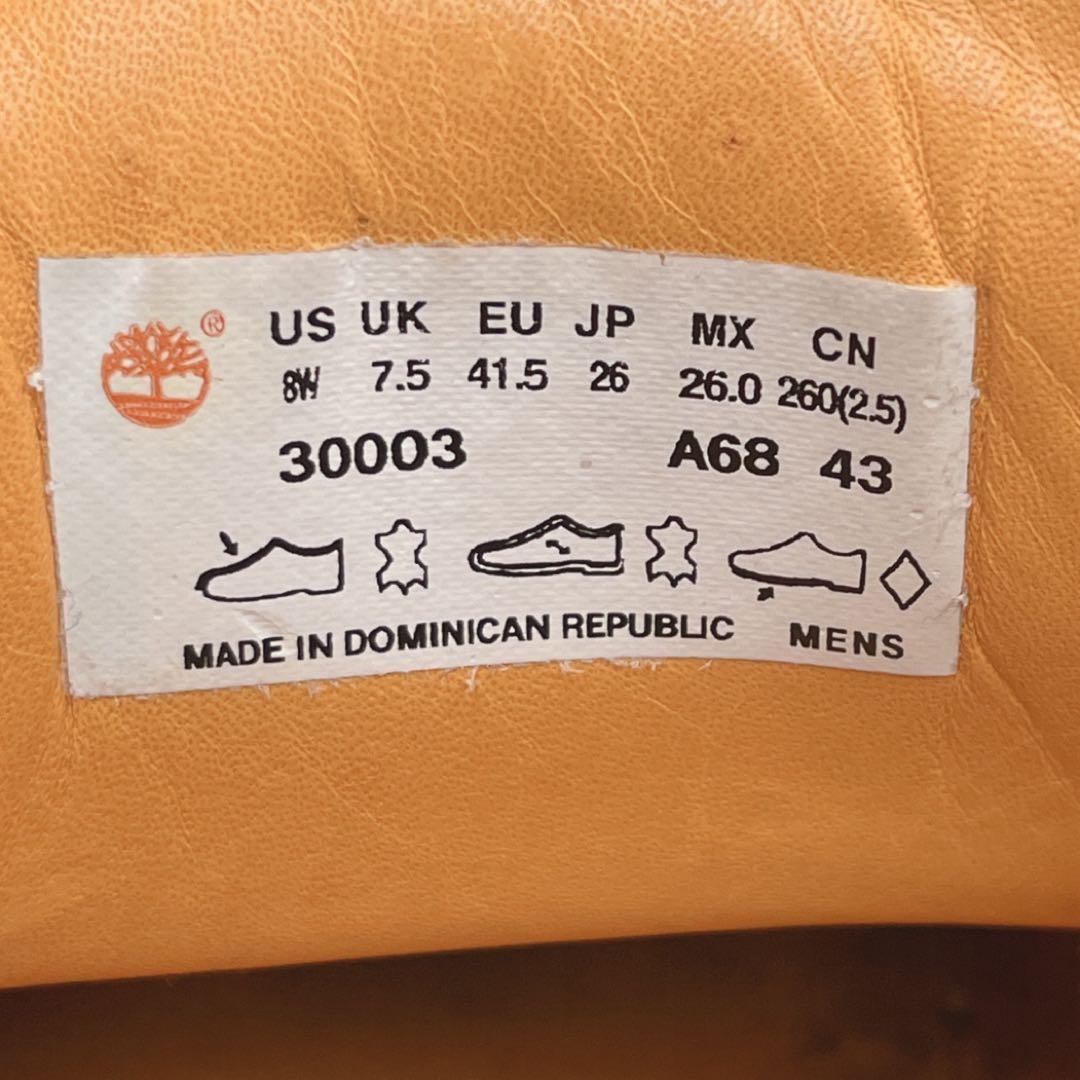 ® US UK EU JP MX CN
8W 7.5 41.5 26 26.0 260(2.5)
30003 A68 43
MADE IN DOMINICAN REPUBLIC MENS